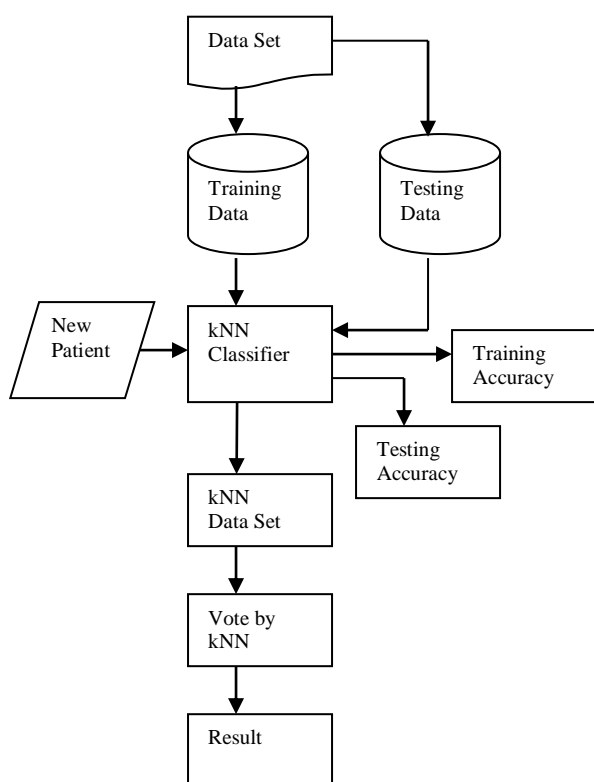 Data Set
Training
Data
Testing
Data
New
Patient
kNN
Classifier
Training
Accuracy
Testing
Accuracy
kNN
Data Set
Vote by
kNN
Result